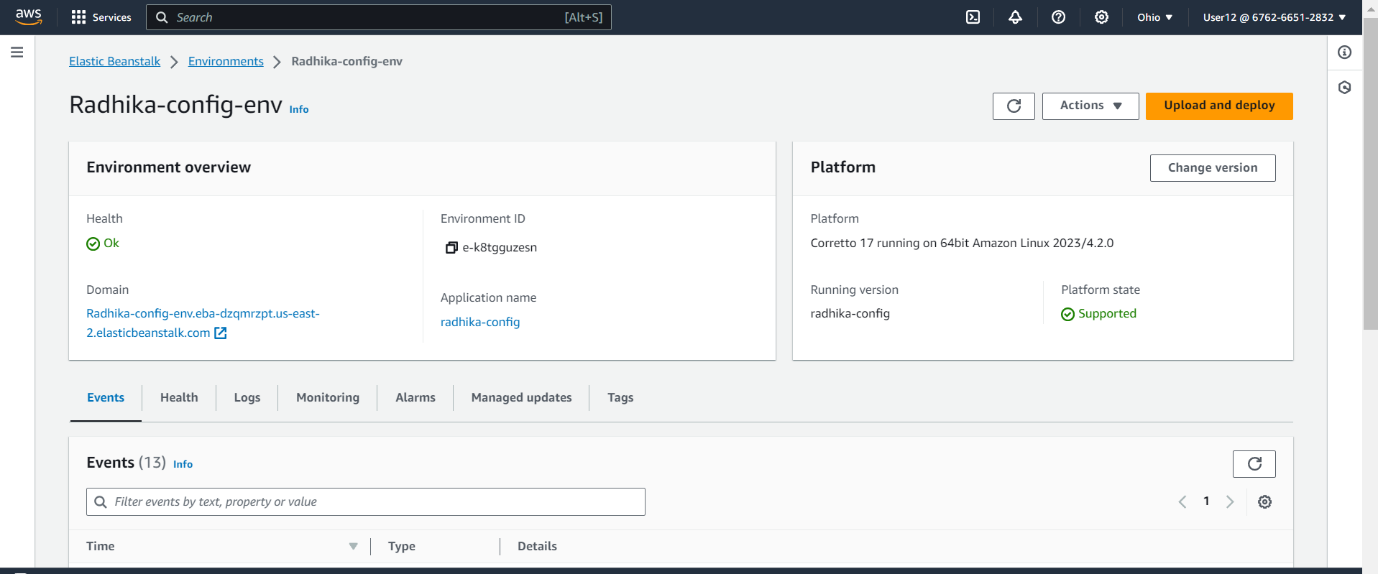 aws Services Search [Alt+S] Ohio User12 @ 6762-6651-2832
Elastic Beanstalk Environments Radhika-config-env
Radhika-config-env Info
Actions Upload and deploy
Environment overview
Health
Ok
Environment ID
e-k8tgguzesn
Domain
Radhika-config-env.eba-dzqmrzpt.us-east-
2.elasticbeanstalk.com
Application name
radhika-config
Platform
Change version
Platform
Corretto 17 running on 64bit Amazon Linux 2023/4.2.0
Running version
radhika-config
Platform state
Supported
Events Health Logs Monitoring Alarms Managed updates Tags
Events (13) Info
Filter events by text, property or value
1
Time Type Details